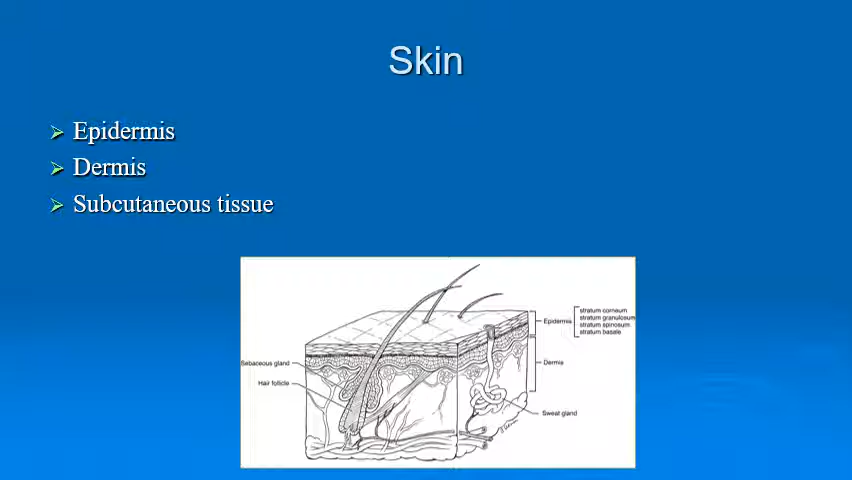 Skin
Epidermis
Dermis
Subcutaneous tissue
stratum corneum
stratum granulosum
Epidermis
stratum spinosum
stratum basale
Sebaceous gland
Dermis
Hair follicle
Sweat gland